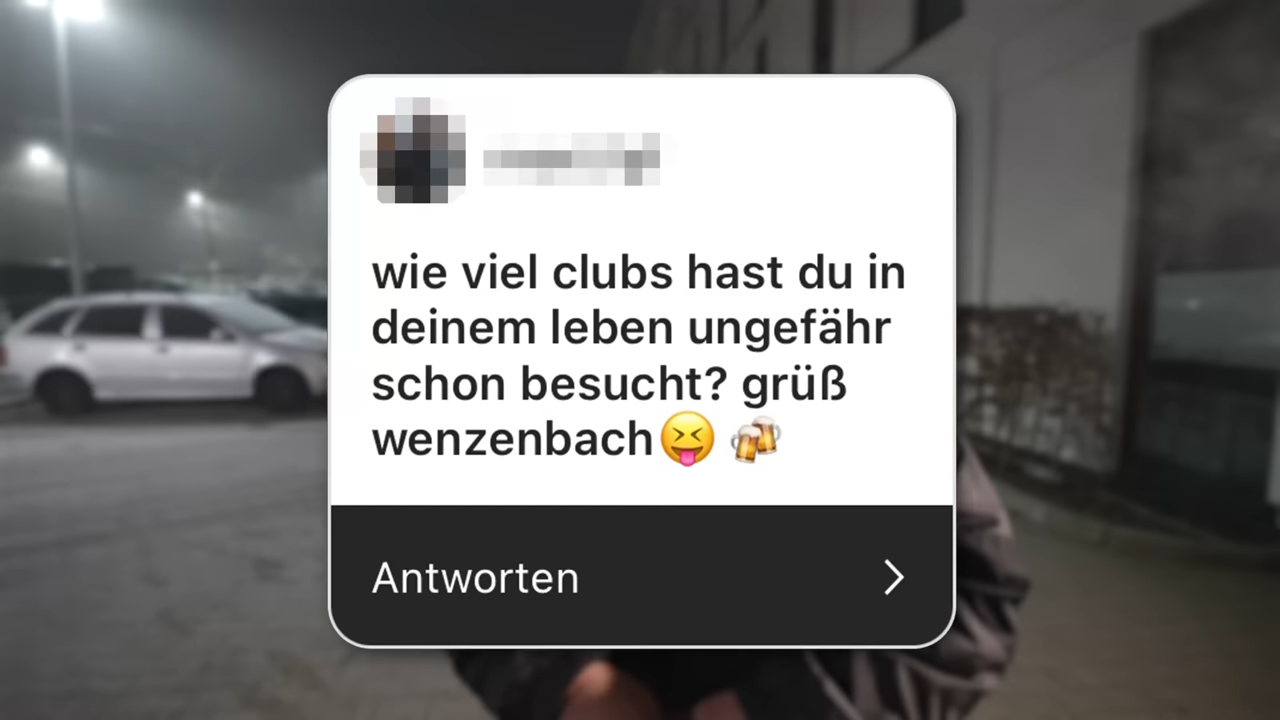 wie viel clubs hast du in
deinem leben ungefähr
schon besucht? grüß
wenzenbach😝 🍻
Antworten